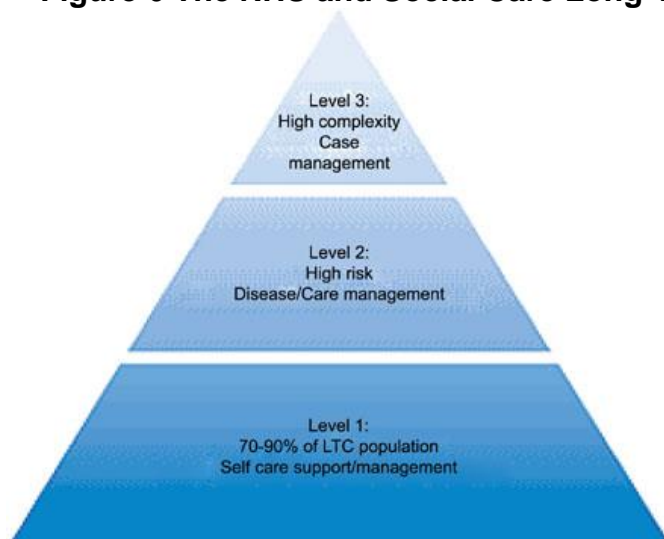 Figure The NHS and Social Care Long
Level 3:
High complexity
Case
management
Level 2:
High risk
Disease/Care management
Level 1:
70-90% of LTC population
Self care support/management